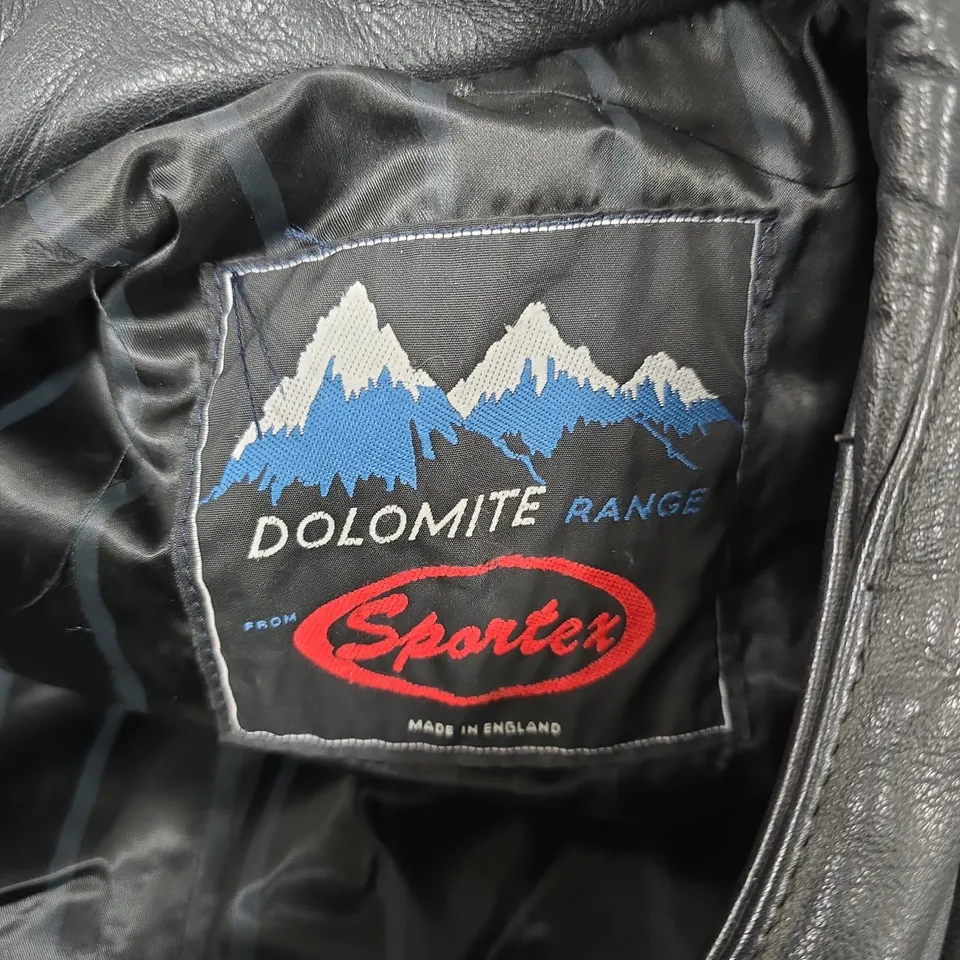 DOLOMITE RANGE
FROM Sportex
MADE IN ENGLAND